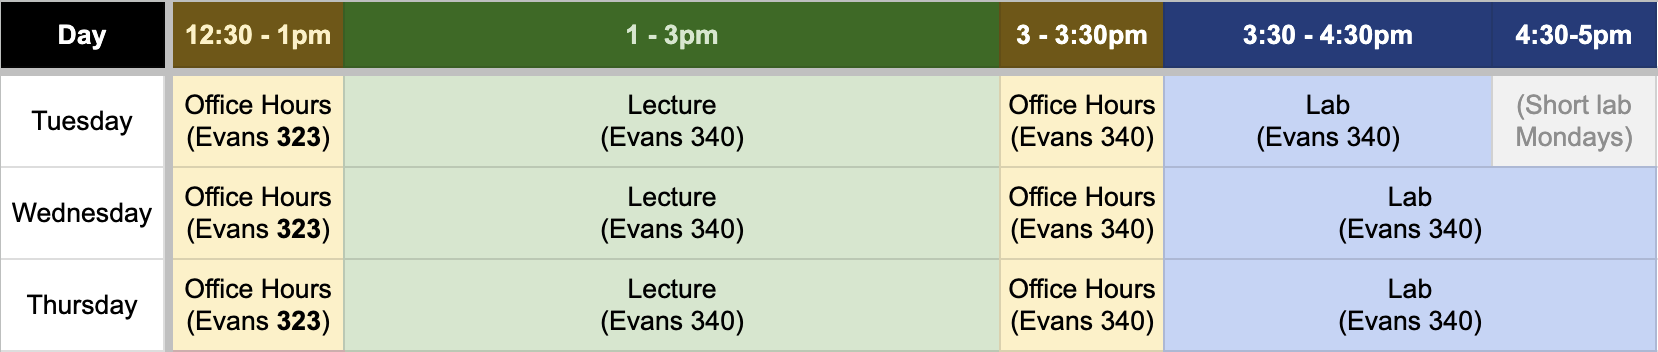 Day 12:30 - 1pm 1 - 3pm 3 - 3:30pm 3:30 - 4:30pm 4:30-5pm
Tuesday
Office Hours
(Evans 323)
Lecture
(Evans 340)
Office Hours
(Evans 340)
Lab
(Evans 340)
(Short lab
Mondays)
Wednesday
Office Hours
(Evans 323)
Lecture
(Evans 340)
Office Hours
(Evans 340)
Lab
(Evans 340)
Thursday
Office Hours
(Evans 323)
Lecture
(Evans 340)
Office Hours
(Evans 340)
Lab
(Evans 340)